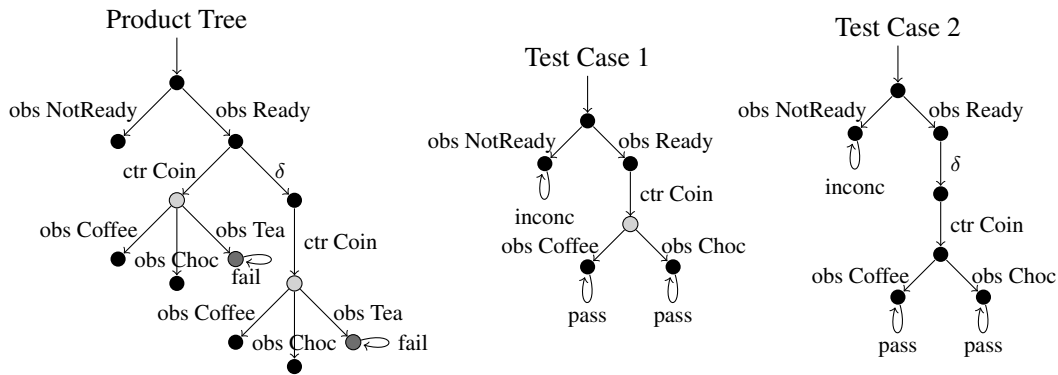 Product Tree
obs NotReady
obs Ready
ctr Coin
δ
obs Coffee
obs Choc
obs Tea
fail
ctr Coin
obs Coffee
obs Choc
obs Tea
fail
Test Case 1
obs NotReady
obs Ready
inconc
ctr Coin
obs Coffee
obs Choc
pass
pass
Test Case 2
obs NotReady
obs Ready
inconc
δ
ctr Coin
obs Coffee
obs Choc
pass
pass